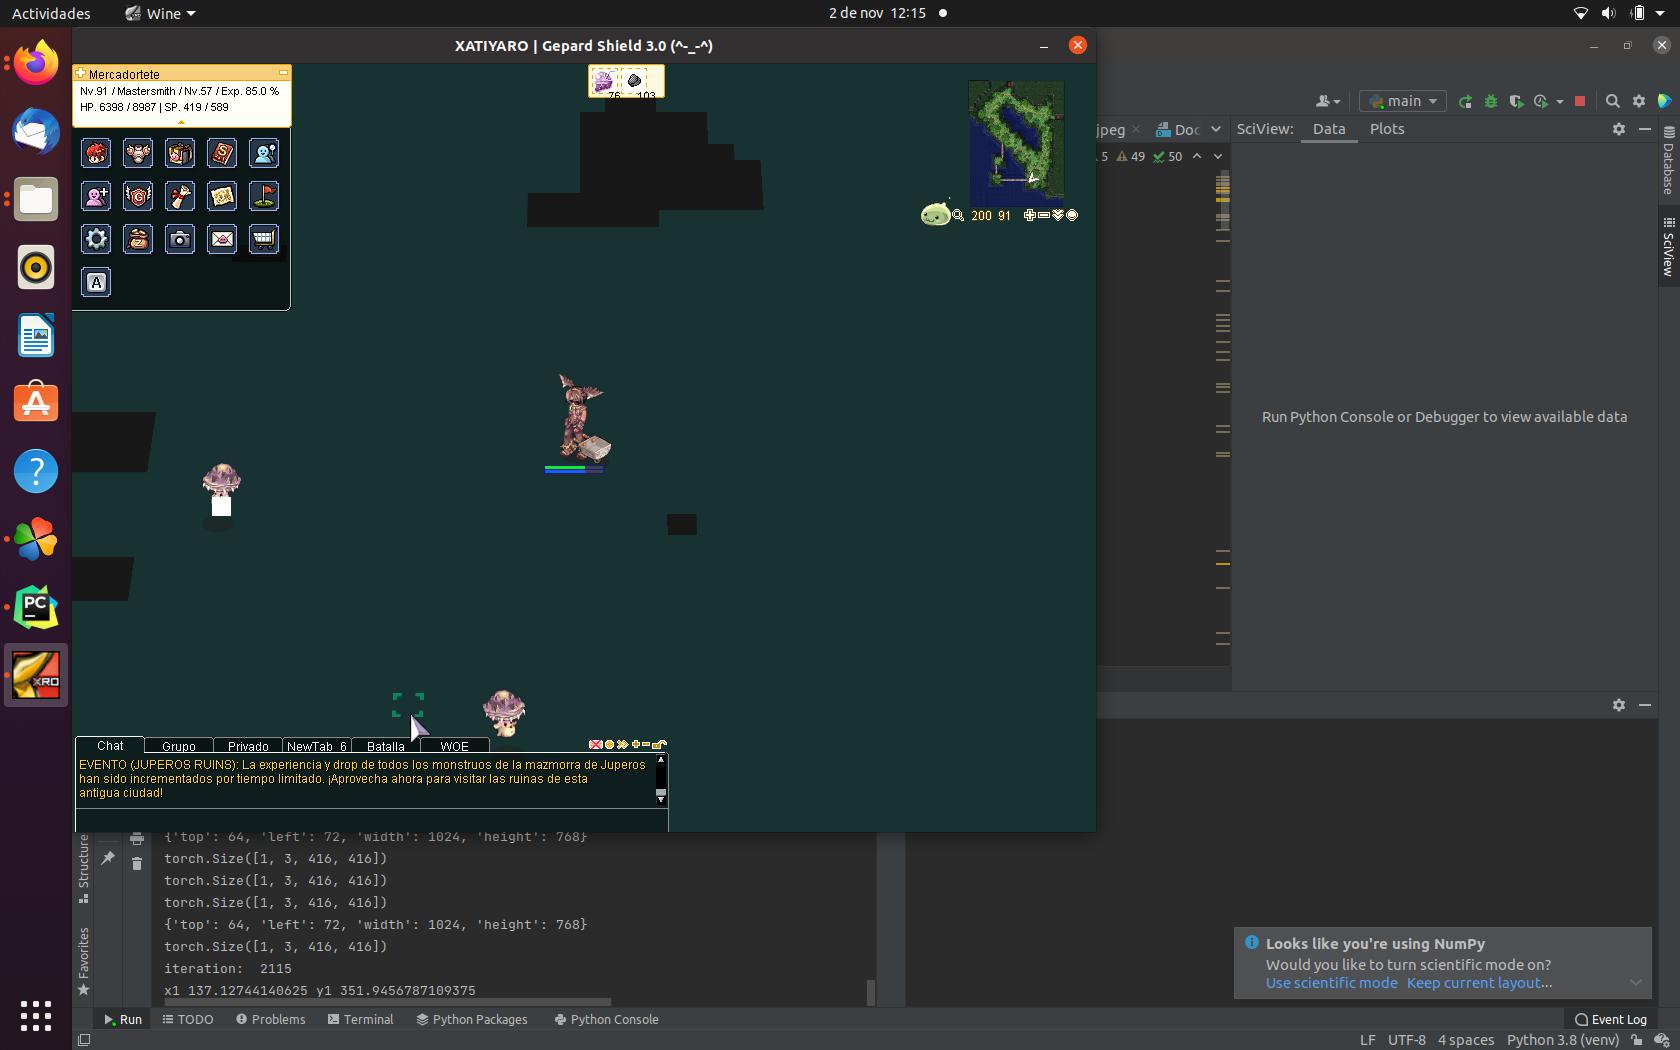 Actividades
Wine
2 de nov 12:15
XATIYARO | Gepard Shield 3.0 (^-_-^)
Mercadortete
Nv.91 / Mastersmith / Nv.57 / Exp. 85.0 %
HP. 6398 / 8987 | SP. 419 / 589
76 103
S
G
Z
A
200 91
main
jpeg
Doc
SciView:
Data
Plots
5 49 50
Database
SciView
Run Python Console or Debugger to view available data
PC
XRO
Chat
Grupo
Privado
NewTab_6
Batalla
WOE
EVENTO (JUPEROS RUINS): La experiencia y drop de todos los monstruos de la mazmorra de Juperos
han sido incrementados por tiempo limitado. ¡Aprovecha ahora para visitar las ruinas de esta
antigua ciudad!
{'top': 64, 'left': 72, 'width': 1024, 'height': 768}
torch.Size([1, 3, 416, 416])
torch.Size([1, 3, 416, 416])
torch.Size([1, 3, 416, 416])
{'top': 64, 'left': 72, 'width': 1024, 'height': 768}
torch.Size([1, 3, 416, 416])
iteration:  2115
x1 137.12744140625 y1 351.9456787109375
Structure
Favorites
Looks like you're using NumPy
Would you like to turn scientific mode on?
Use scientific mode Keep current layout...
Run
TODO
Problems
Terminal
Python Packages
Python Console
Event Log
LF UTF-8 4 spaces Python 3.8 (venv)